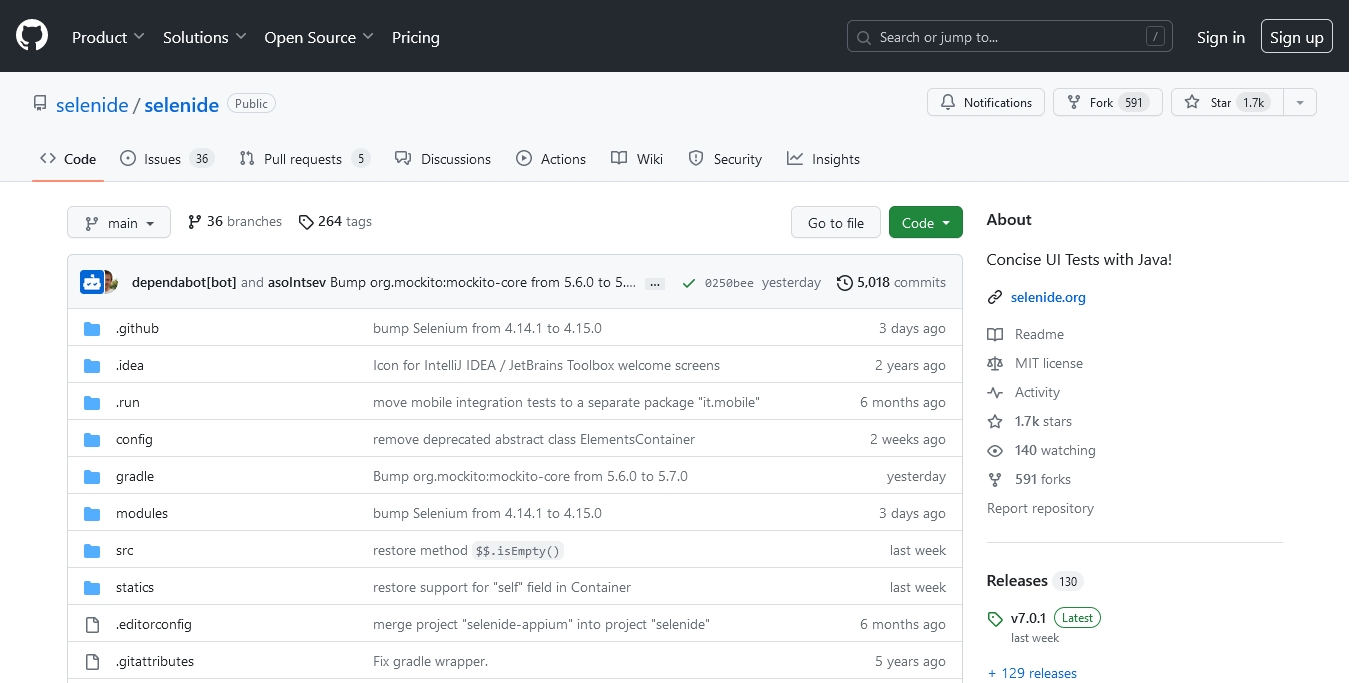 Product Solutions Open Source Pricing Search or jump to... / Sign in Sign up
selenide / selenide Public Notifications Fork 591 Star 1.7k
Code Issues 36 Pull requests 5 Discussions Actions Wiki Security Insights
main 36 branches 264 tags Go to file Code
dependabot[bot] and asolntsev Bump org.mockito:mockito-core from 5.6.0 to 5.… ... 0250bee yesterday 5,018 commits
.github bump Selenium from 4.14.1 to 4.15.0 3 days ago
.idea Icon for IntelliJ IDEA / JetBrains Toolbox welcome screens 2 years ago
.run move mobile integration tests to a separate package "it.mobile" 6 months ago
config remove deprecated abstract class ElementsContainer 2 weeks ago
gradle Bump org.mockito:mockito-core from 5.6.0 to 5.7.0 yesterday
modules bump Selenium from 4.14.1 to 4.15.0 3 days ago
src restore method $$.isEmpty() last week
statics restore support for "self" field in Container last week
.editorconfig merge project "selenide-appium" into project "selenide" 6 months ago
.gitattributes Fix gradle wrapper. 5 years ago
About
Concise UI Tests with Java!
selenide.org
Readme
MIT license
Activity
1.7k stars
140 watching
591 forks
Report repository
Releases 130
v7.0.1 Latest
last week
+ 129 releases